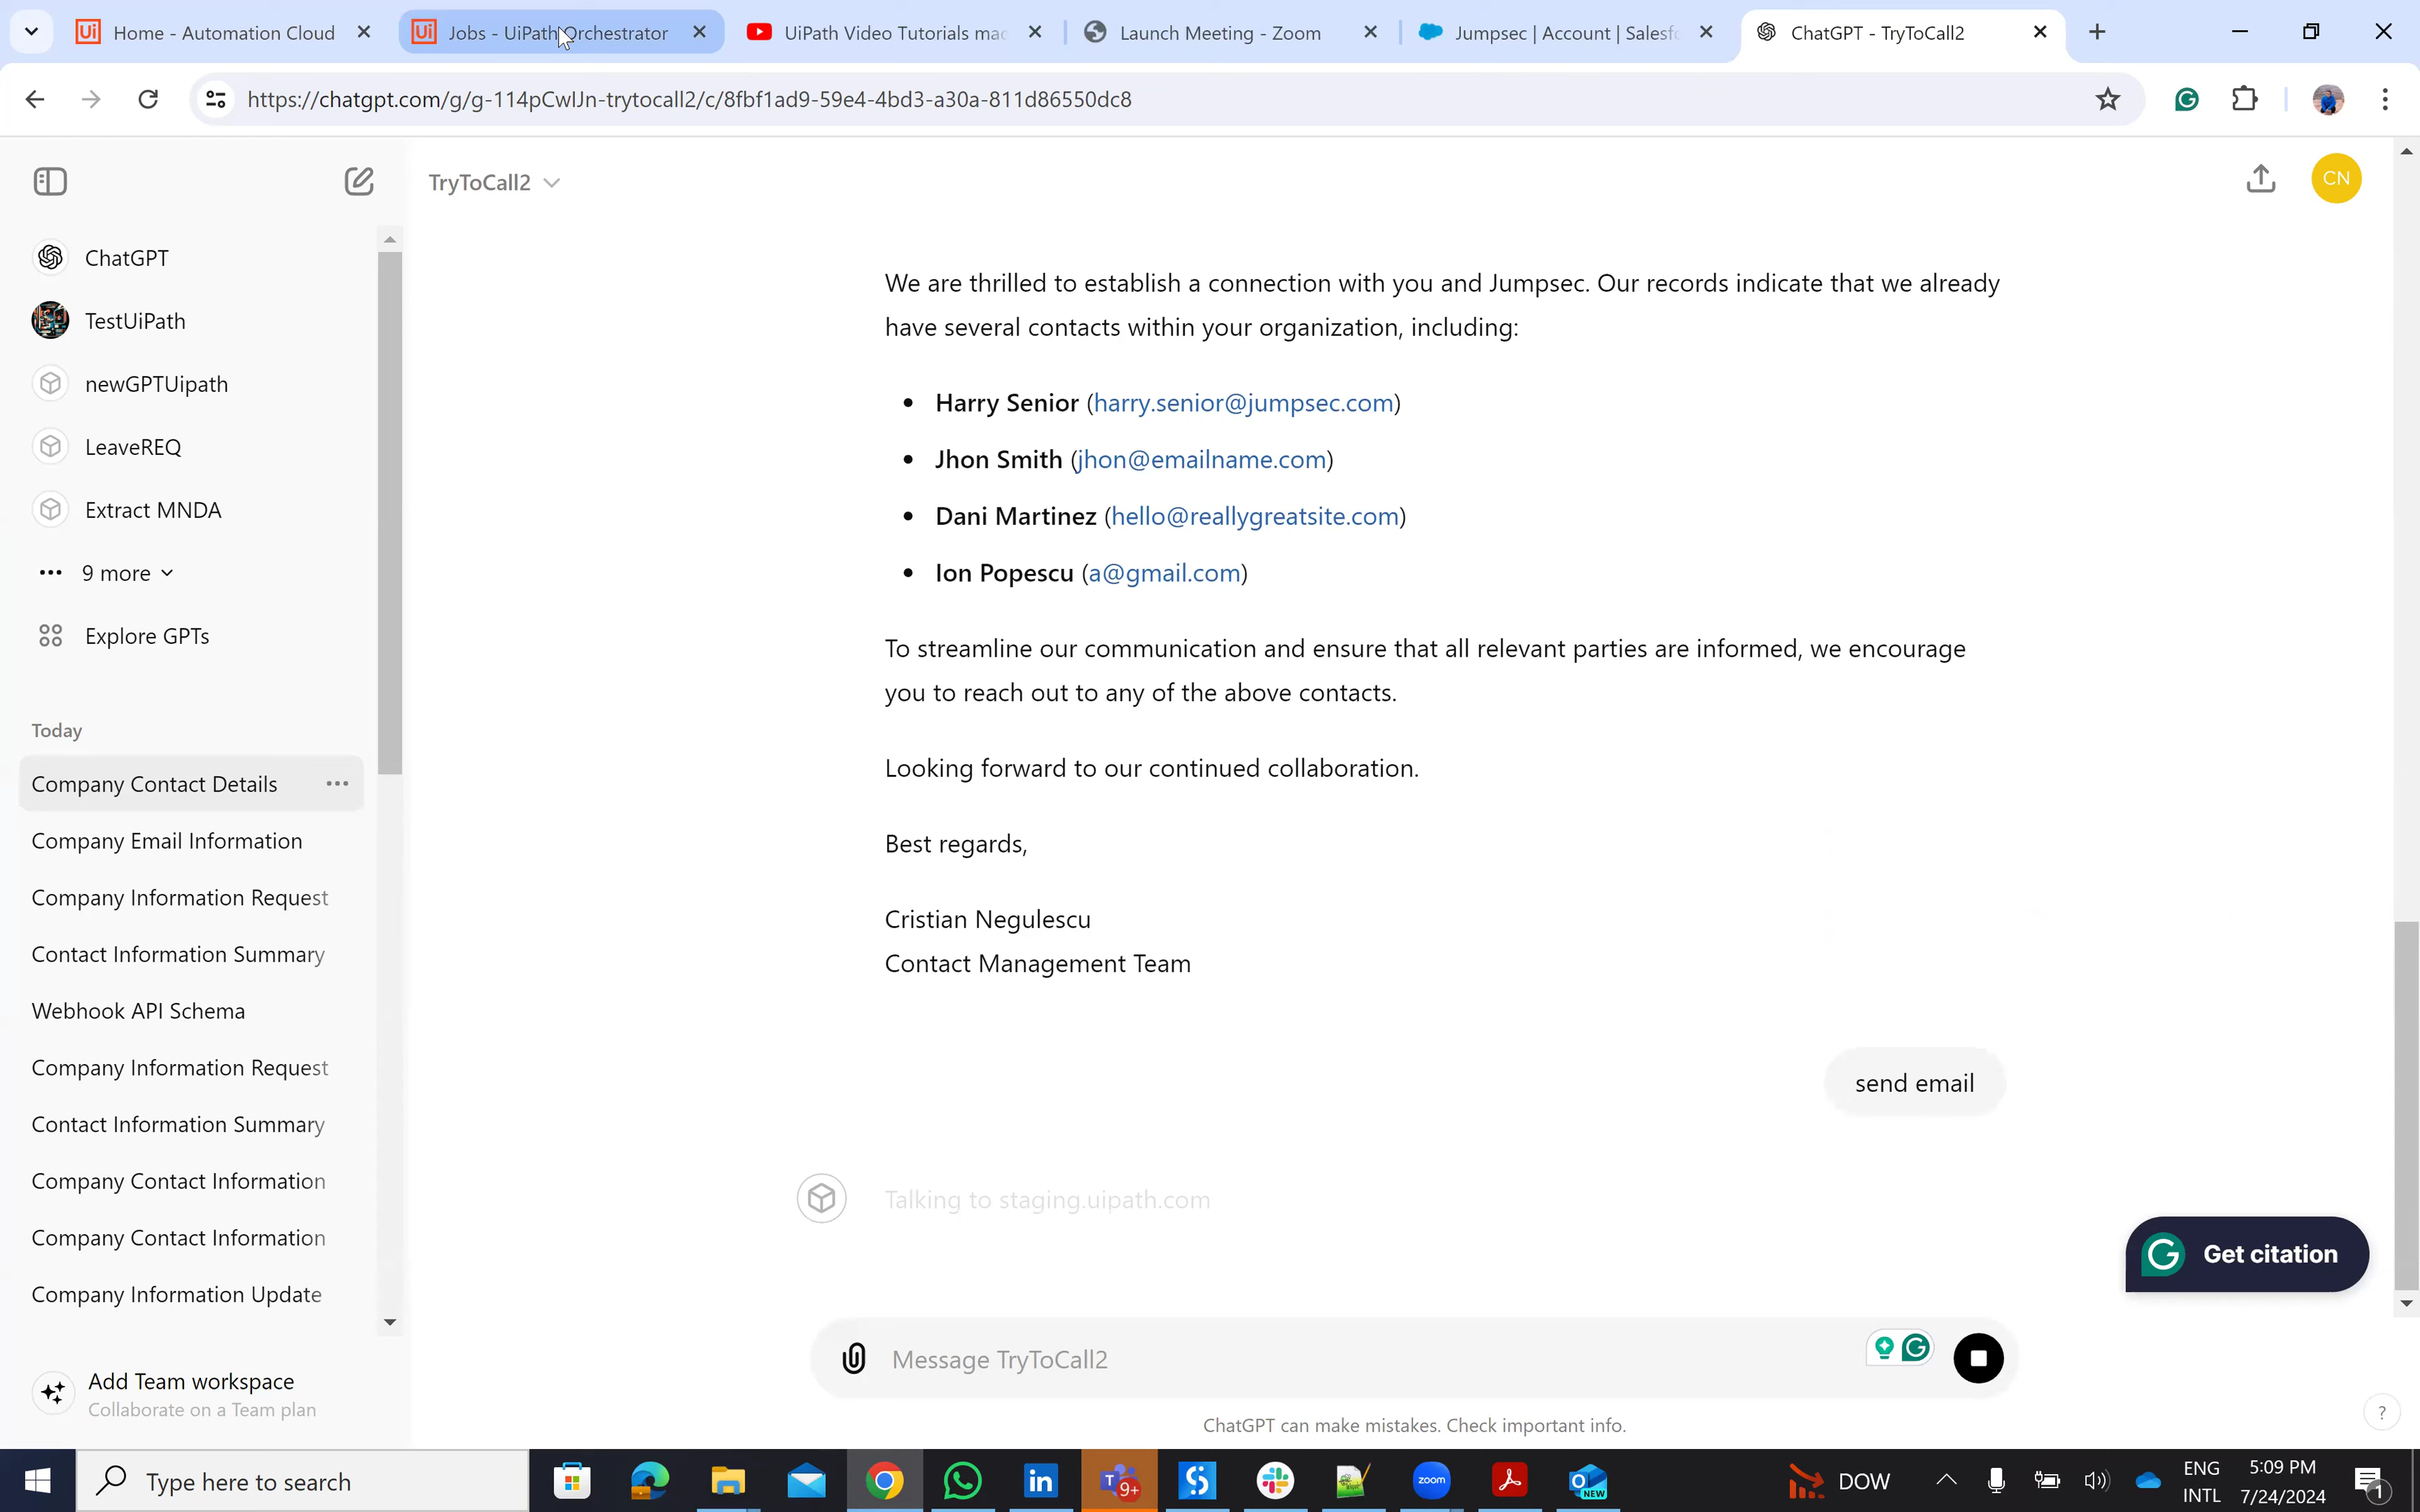 Home - Automation Cloud
Jobs - UiPath Orchestrator
UiPath Video Tutorials mad
Launch Meeting - Zoom
Jumpsec | Account | Salesfo
ChatGPT - TryToCall2
https://chatgpt.com/g/g-114pCwIJn-trytocall2/c/8fbf1ad9-59e4-4bd3-a30a-811d86550dc8
TryToCall2
CN
ChatGPT
TestUiPath
newGPTUipath
LeaveREQ
Extract MNDA
9 more
Explore GPTs
Today
Company Contact Details
Company Email Information
Company Information Request
Contact Information Summary
Webhook API Schema
Company Information Request
Contact Information Summary
Company Contact Information
Company Contact Information
Company Information Update
Add Team workspace
Collaborate on a Team plan
We are thrilled to establish a connection with you and Jumpsec. Our records indicate that we already
have several contacts within your organization, including:
• Harry Senior (harry.senior@jumpsec.com)
• Jhon Smith (jhon@emailname.com)
• Dani Martinez (hello@reallygreatsite.com)
• Ion Popescu (a@gmail.com)
To streamline our communication and ensure that all relevant parties are informed, we encourage
you to reach out to any of the above contacts.
Looking forward to our continued collaboration.
Best regards,
Cristian Negulescu
Contact Management Team
send email
Talking to staging.uipath.com
Get citation
Message TryToCall2
ChatGPT can make mistakes. Check important info.
?
Type here to search
9+
zoom
NEW
DOW
ENG
INTL
5:09 PM
7/24/2024
1